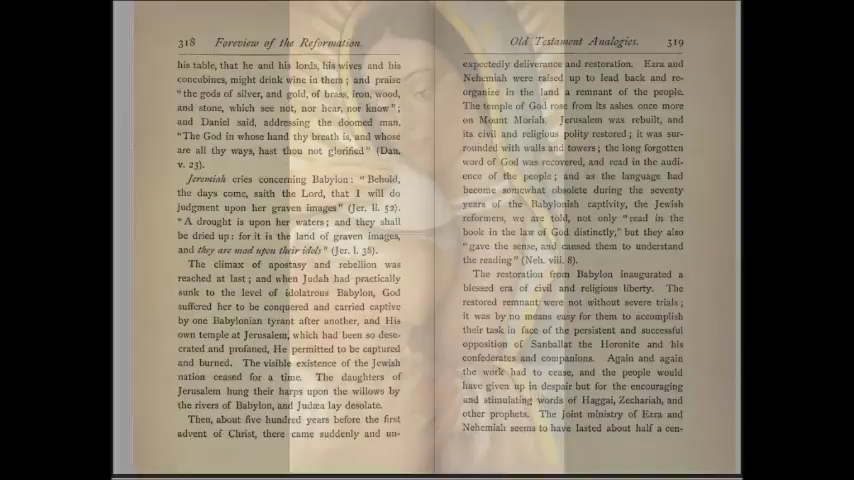 318 Foreview of the Reformation.
his table, that he and his lords, his wives and his
concubines, might drink wine in them ; and praise
“ the gods of silver, and gold, of brass, iron, wood,
and stone, which see not, nor hear, nor know” ;
and Daniel said, addressing the doomed man,
“The God in whose hand thy breath is, and whose
are all thy ways, hast thou not glorified” (Dan.
v. 23).
Jeremiah cries concerning Babylon : “ Behold,
the days come, saith the Lord, that I will do
judgment upon her graven images” (Jer. li. 52).
“A drought is upon her waters ; and they shall
be dried up : for it is the land of graven images,
and they are mad upon their idols” (Jer. l. 38).
The climax of apostasy and rebellion was
reached at last ; and when Judah had practically
sunk to the level of idolatrous Babylon, God
suffered her to be conquered and carried captive
by one Babylonian tyrant after another, and His
own temple at Jerusalem, which had been so dese-
crated and profaned, He permitted to be captured
and burned. The visible existence of the Jewish
nation ceased for a time. The daughters of
Jerusalem hung their harps upon the willows by
the rivers of Babylon, and Judæa lay desolate.
Then, about five hundred years before the first
advent of Christ, there came suddenly and un-
Old Testament Analogies. 319
expectedly deliverance and restoration. Ezra and
Nehemiah were raised up to lead back and re-
organize in the land a remnant of the people.
The temple of God rose from its ashes once more
on Mount Moriah. Jerusalem was rebuilt, and
its civil and religious polity restored ; it was sur-
rounded with walls and towers ; the long forgotten
word of God was recovered, and read in the audi-
ence of the people ; and as the language had
become somewhat obsolete during the seventy
years of the Babylonish captivity, the Jewish
reformers, we are told, not only “read in the
book in the law of God distinctly,” but they also
“ gave the sense, and caused them to understand
the reading” (Neh. viii. 8).
The restoration from Babylon inaugurated a
blessed era of civil and religious liberty. The
restored remnant were not without severe trials ;
it was by no means easy for them to accomplish
their task in face of the persistent and successful
opposition of Sanballat the Horonite and his
confederates and companions. Again and again
the work had to cease, and the people would
have given up in despair but for the encouraging
and stimulating words of Haggai, Zechariah, and
other prophets. The joint ministry of Ezra and
Nehemiah seems to have lasted about half a cen-